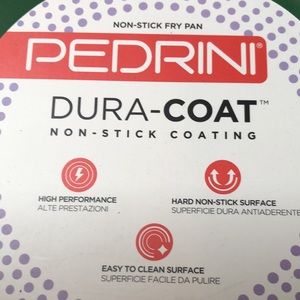 NON-STICK FRY PAN
PEDRINI®
DURA-COAT™
NON-STICK COATING
HIGH PERFORMANCE
ALTE PRESTAZIONI
HARD NON-STICK SURFACE
SUPERFICIE DURA ANTIADERENTE
EASY TO CLEAN SURFACE
SUPERFICIE FACILE DA PULIRE